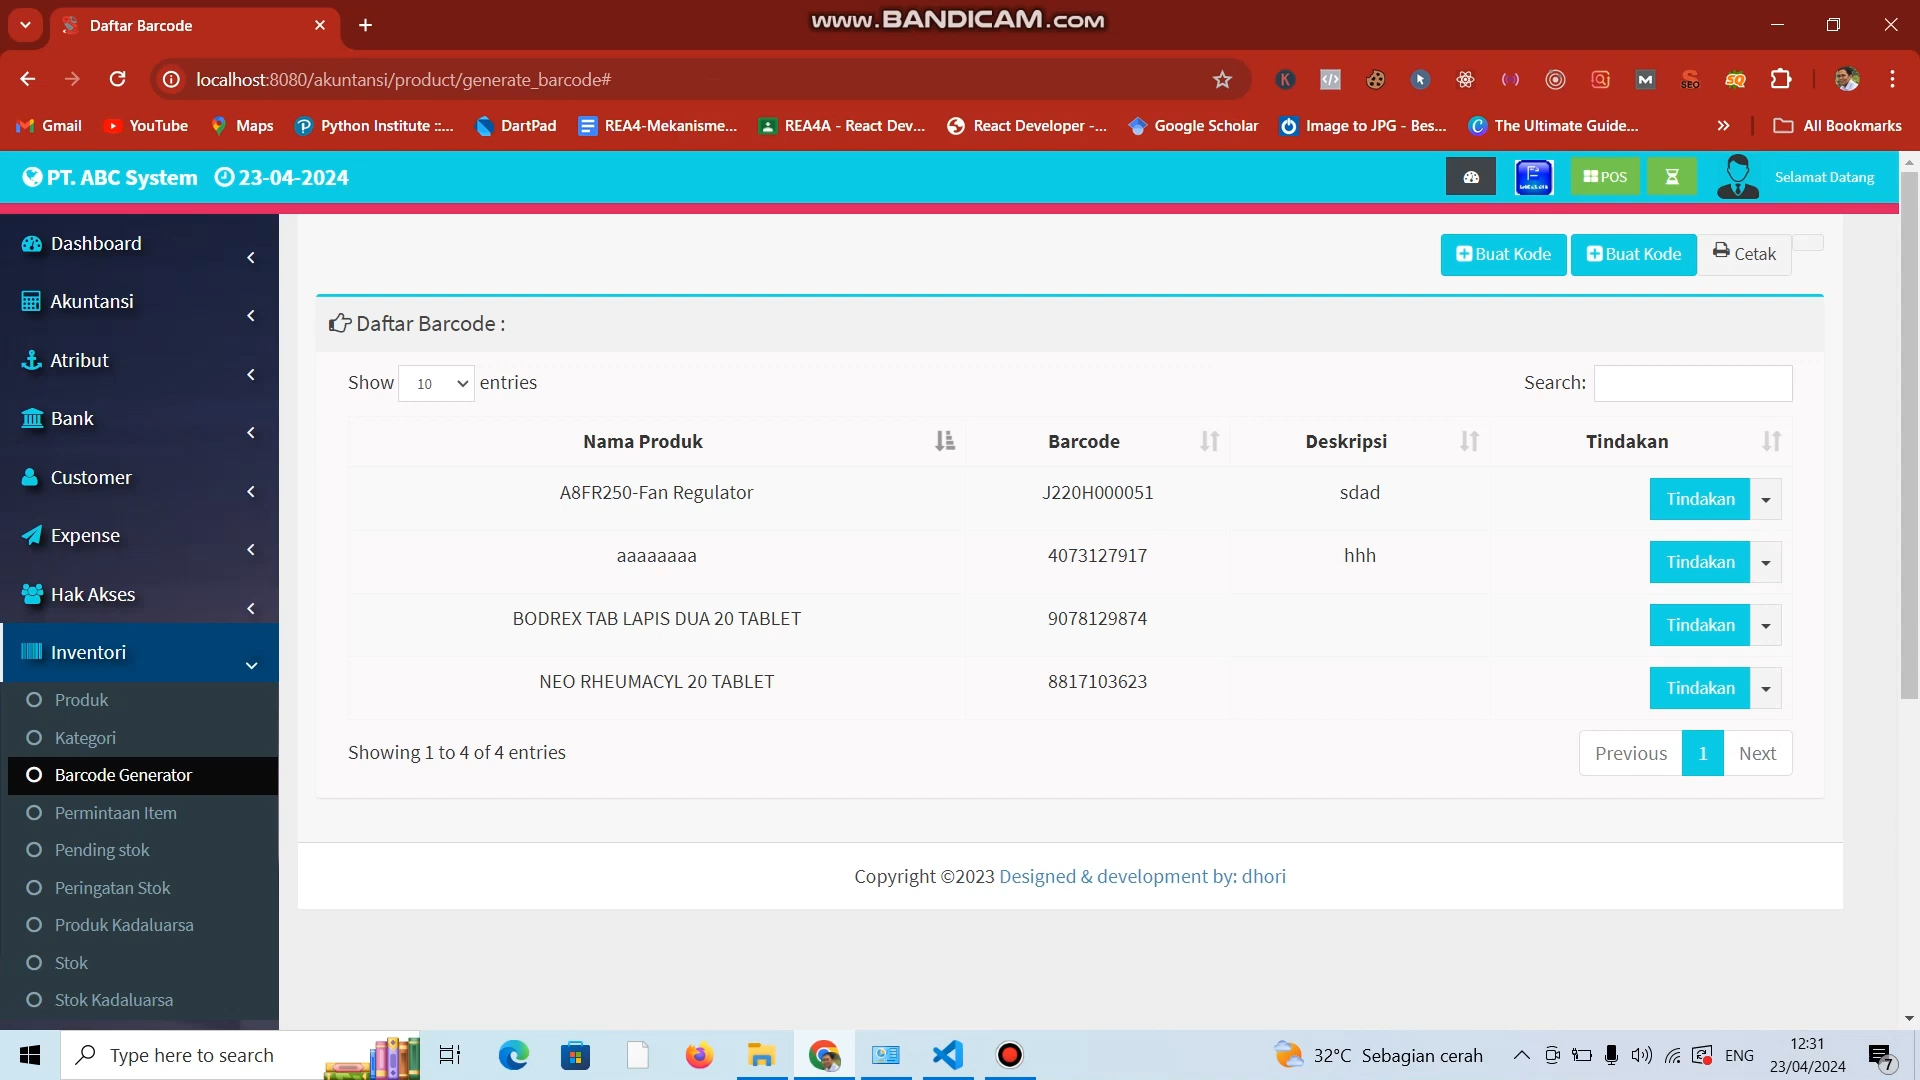 Daftar Barcode
www.BANDICAM.com
localhost:8080/akuntansi/product/generate_barcode#
Gmail YouTube Maps Python Institute ::... DartPad REA4-Mekanisme... REA4A - React Dev... React Developer -... Google Scholar Image to JPG - Bes... The Ultimate Guide... All Bookmarks
PT. ABC System 23-04-2024 POS Selamat Datang
Dashboard
Akuntansi
Atribut
Bank
Customer
Expense
Hak Akses
Inventori
Produk
Kategori
Barcode Generator
Permintaan Item
Pending stok
Peringatan Stok
Produk Kadaluarsa
Stok
Stok Kadaluarsa
Buat Kode Buat Kode Cetak
Daftar Barcode :
Show 10 entries Search:
Nama Produk Barcode Deskripsi Tindakan
A8FR250-Fan Regulator J220H000051 sdad Tindakan
aaaaaaaa 4073127917 hhh Tindakan
BODREX TAB LAPIS DUA 20 TABLET 9078129874 Tindakan
NEO RHEUMACYL 20 TABLET 8817103623 Tindakan
Showing 1 to 4 of 4 entries Previous 1 Next
Copyright ©2023 Designed & development by: dhori
Type here to search 32°C Sebagian cerah ENG 12:31
23/04/2024 7